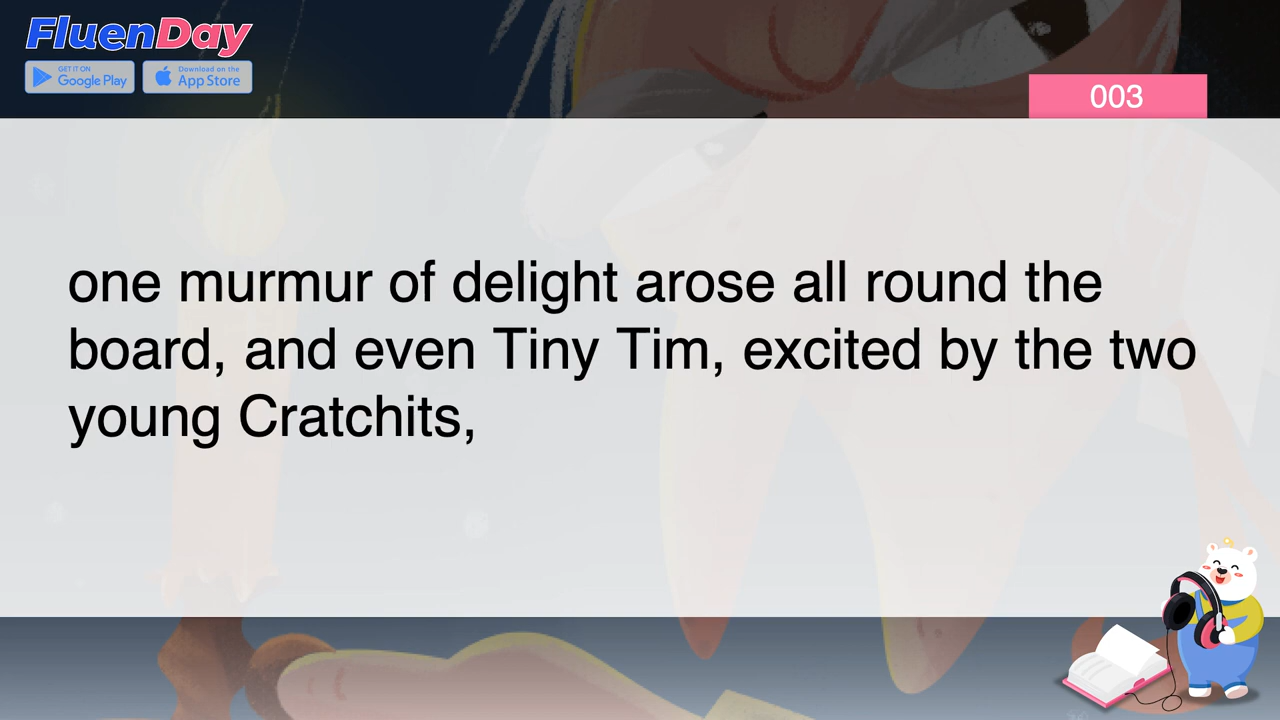 FluenDay
GET IT ON
Google Play
Download on the
App Store
003
one murmur of delight arose all round the
board, and even Tiny Tim, excited by the two
young Cratchits,